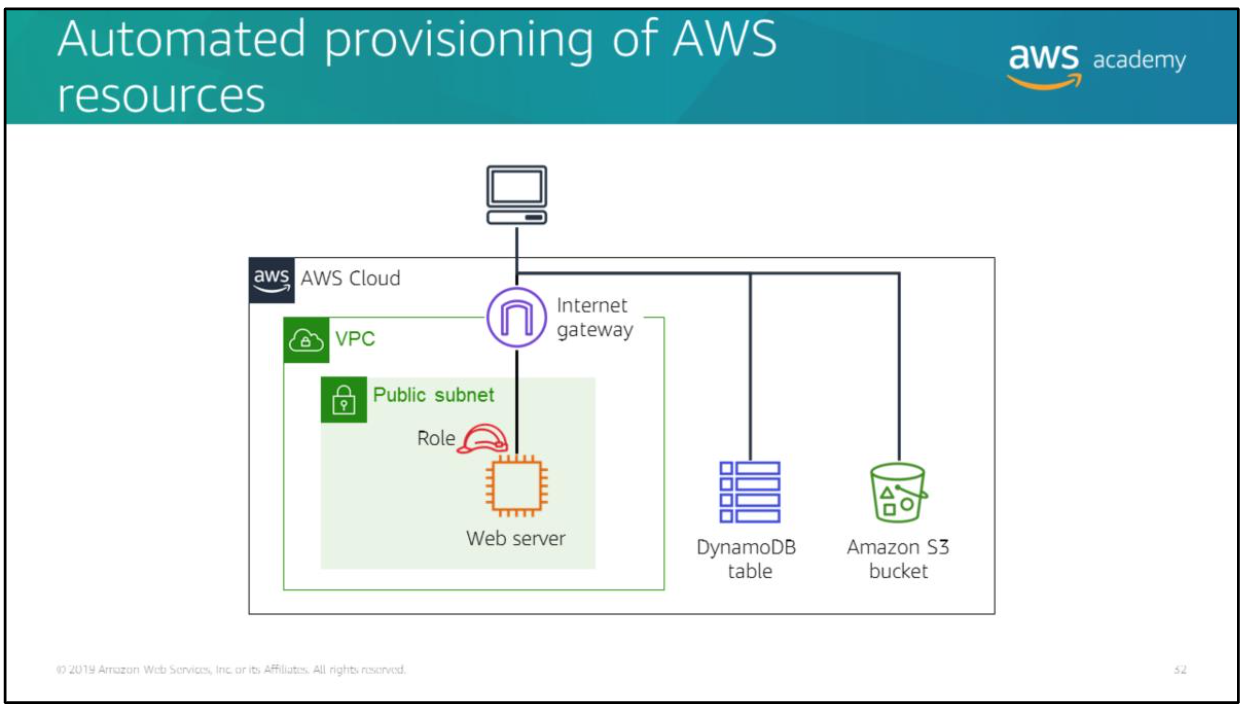 Automated provisioning of AWS
resources
aws academy
aws AWS Cloud
Internet
gateway
VPC
Public subnet
Role
Web server
DynamoDB
table
Amazon S3
bucket
© 2019 Amazon Web Services, Inc. or its Affiliates. All rights reserved.
32